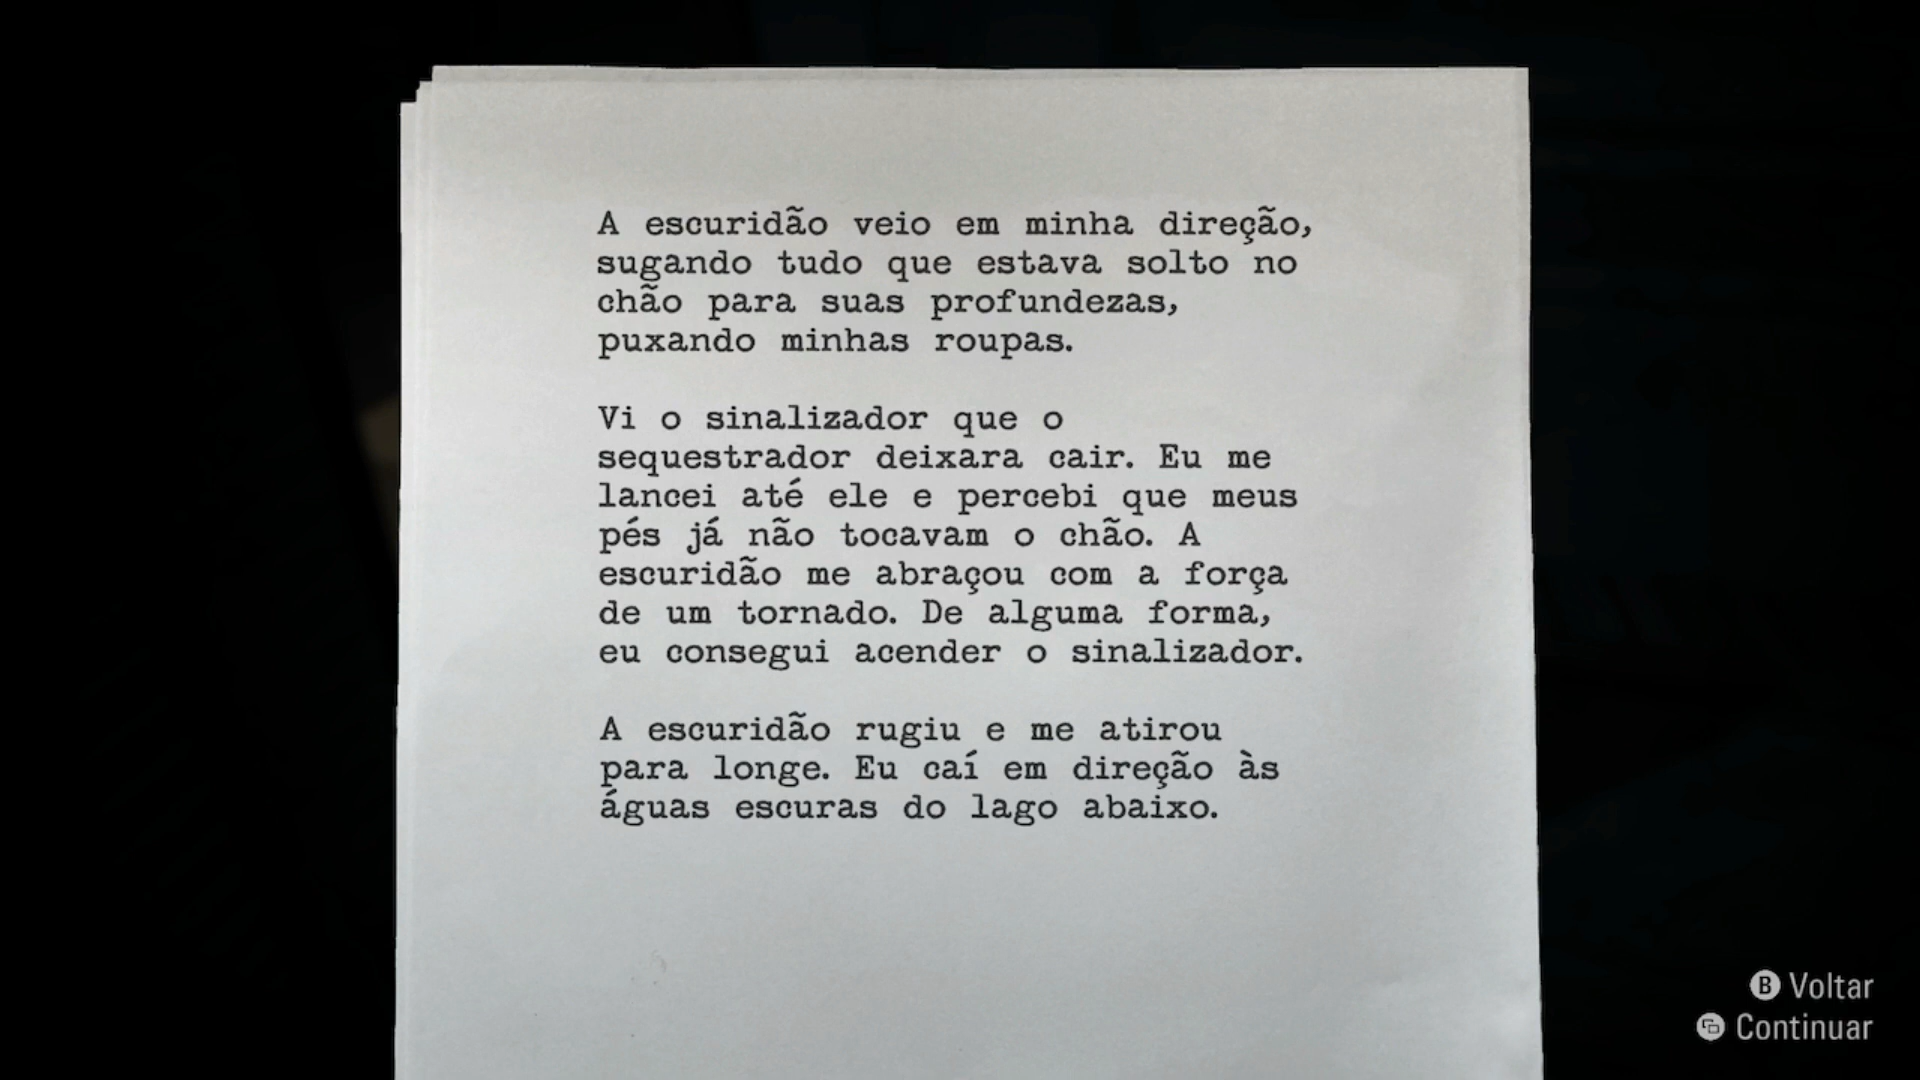 A escuridão veio em minha direção,
sugando tudo que estava solto no
chão para suas profundezas,
puxando minhas roupas.
Vi o sinalizador que o
sequestrador deixara cair. Eu me
lancei até ele e percebi que meus
pés já não tocavam o chão. A
escuridão me abraçou com a força
de um tornado. De alguma forma,
eu consegui acender o sinalizador.
A escuridão rugiu e me atirou
para longe. Eu caí em direção às
águas escuras do lago abaixo.
B Voltar
Continuar